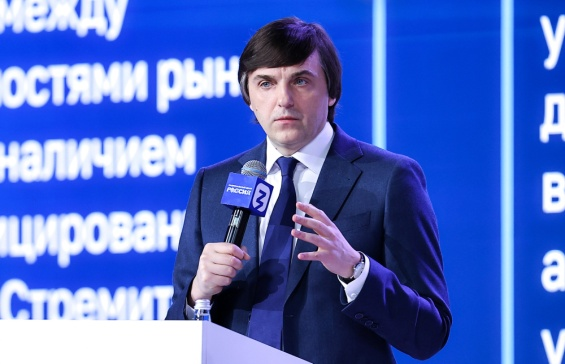 между
ностями рын
наличием
ицирован
Стремит
у
д
в
а
у
РОССИЯ